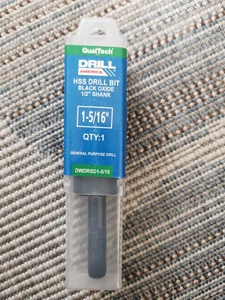 QualTech
DRILL
AMERICA
HSS DRILL BIT
BLACK OXIDE
1/2" SHANK
1-5/16"
QTY:1
GENERAL PURPOSE DRILL
DWDRSD1-5/16